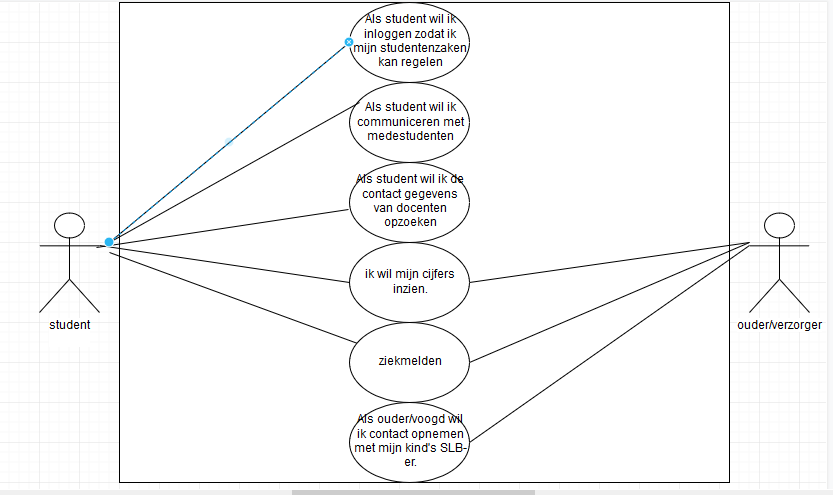 Als student wil ik
inloggen zodat ik
mijn studentenzaken
kan regelen
Als student wil ik
communiceren met
medestudenten
Als student wil ik de
contact gegevens
van docenten
opzoeken
ik wil mijn cijfers
inzien.
student
ouder/verzorger
ziekmelden
Als ouder/voogd wil
ik contact opnemen
met mijn kind's SLB-
er.